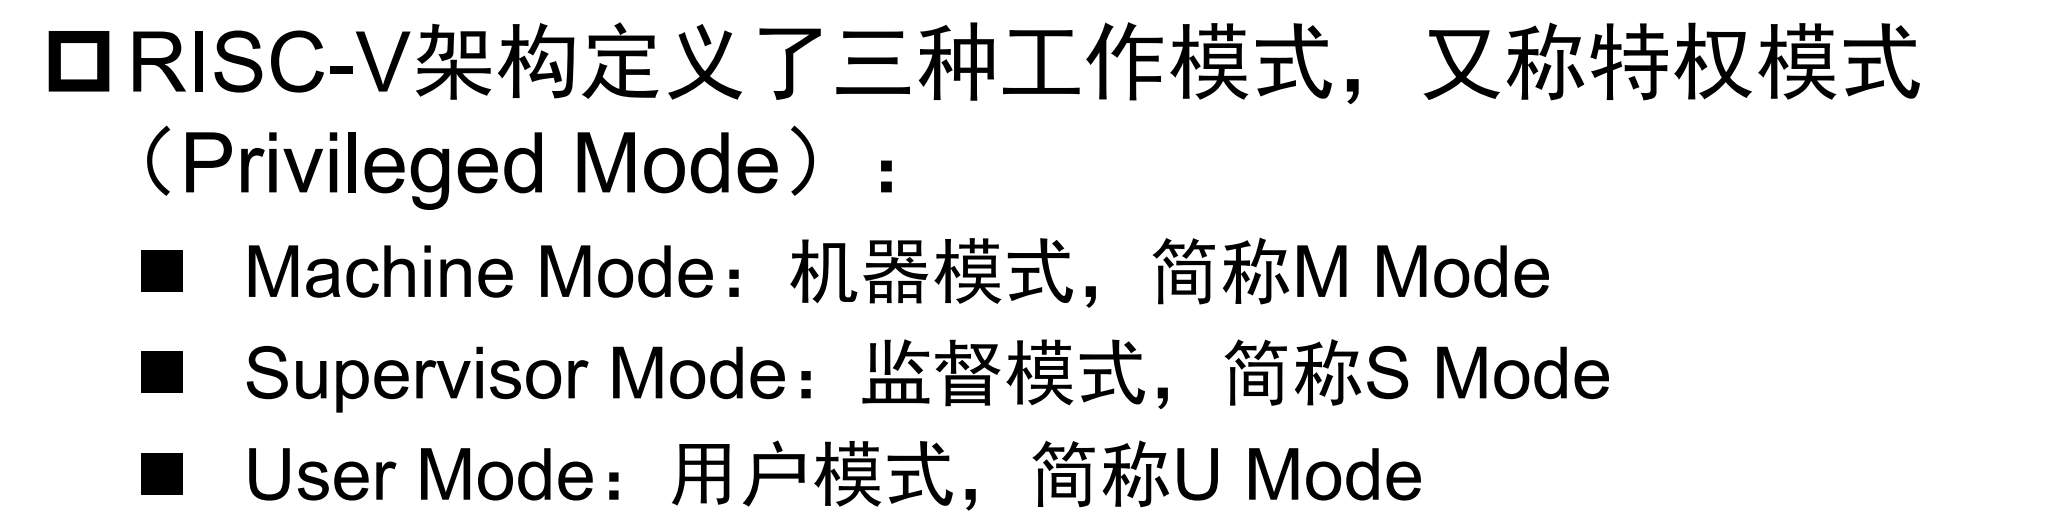 RISC-V架构定义了三种工作模式，又称特权模式
（Privileged Mode）：
Machine Mode：机器模式，简称M Mode
Supervisor Mode：监督模式，简称S Mode
User Mode：用户模式，简称U Mode